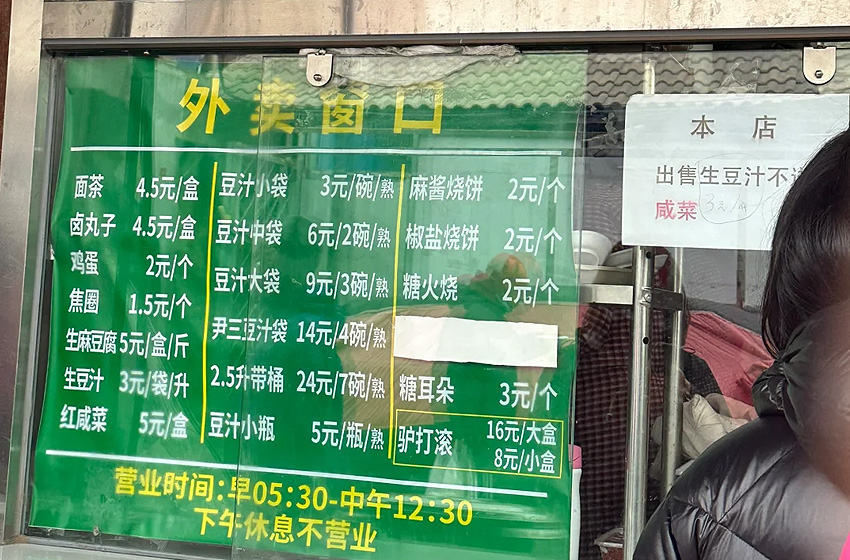 外卖窗口
面茶 4.5元/盒
卤丸子 4.5元/盒
鸡蛋 2元/个
焦圈 1.5元/个
生麻豆腐 5元/盒/斤
生豆汁 3元/袋/升
红咸菜 5元/盒
豆汁小袋 3元/碗/熟
豆汁中袋 6元/2碗/熟
豆汁大袋 9元/3碗/熟
尹三豆汁袋 14元/4碗/熟
2.5升带桶 24元/7碗/熟
豆汁小瓶 5元/瓶/熟
麻酱烧饼 2元/个
椒盐烧饼 2元/个
糖火烧 2元/个
糖耳朵 3元/个
驴打滚 16元/大盒
8元/小盒
营业时间:早05:30-中午12:30
下午休息不营业
本店
出售生豆汁不
咸菜